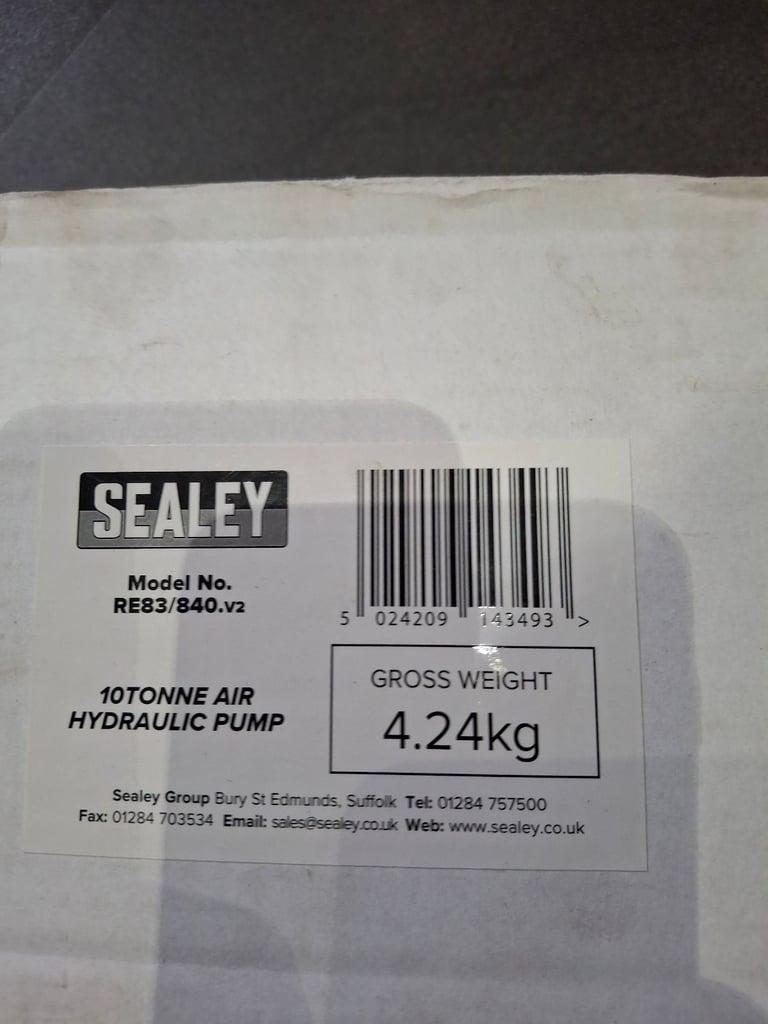 SEALEY
Model No.
RE83/840.v2
10TONNE AIR
HYDRAULIC PUMP
5 024209 143493 >
GROSS WEIGHT
4.24kg
Sealey Group Bury St Edmunds, Suffolk Tel: 01284 757500
Fax: 01284 703534 Email: sales@sealey.co.uk Web: www.sealey.co.uk